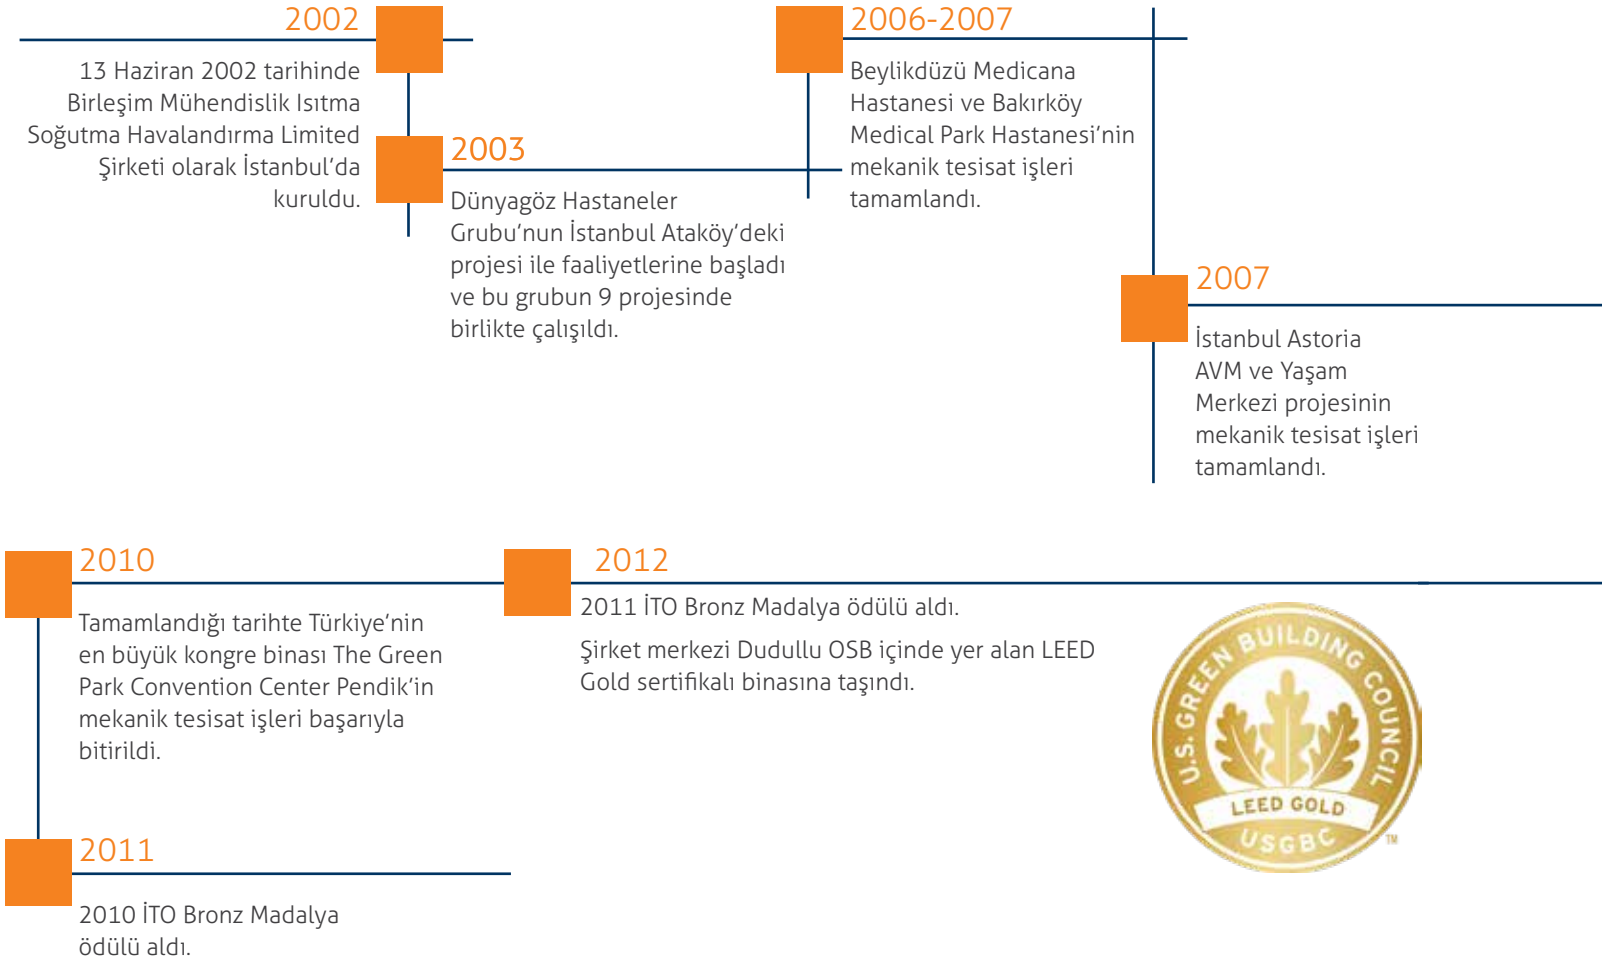 2002
13 Haziran 2002 tarihinde
Birleşim Mühendislik Isıtma
Soğutma Havalandırma Limited
Şirketi olarak İstanbul’da
kuruldu.
2003
Dünyagöz Hastaneler
Grubu’nun İstanbul Ataköy’deki
projesi ile faaliyetlerine başladı
ve bu grubun 9 projesinde
birlikte çalışıldı.
2006-2007
Beylikdüzü Medicana
Hastanesi ve Bakırköy
Medical Park Hastanesi’nin
mekanik tesisat işleri
tamamlandı.
2007
İstanbul Astoria
AVM ve Yaşam
Merkezi projesinin
mekanik tesisat işleri
tamamlandı.
2010
Tamamlandığı tarihte Türkiye’nin
en büyük kongre binası The Green
Park Convention Center Pendik’in
mekanik tesisat işleri başarıyla
bitirildi.
2011
2010 İTO Bronz Madalya
ödülü aldı.
2012
2011 İTO Bronz Madalya ödülü aldı.
Şirket merkezi Dudullu OSB içinde yer alan LEED
Gold sertifikalı binasına taşındı.
U.S. GREEN BUILDING COUNCIL
LEED GOLD
USGBC
TM